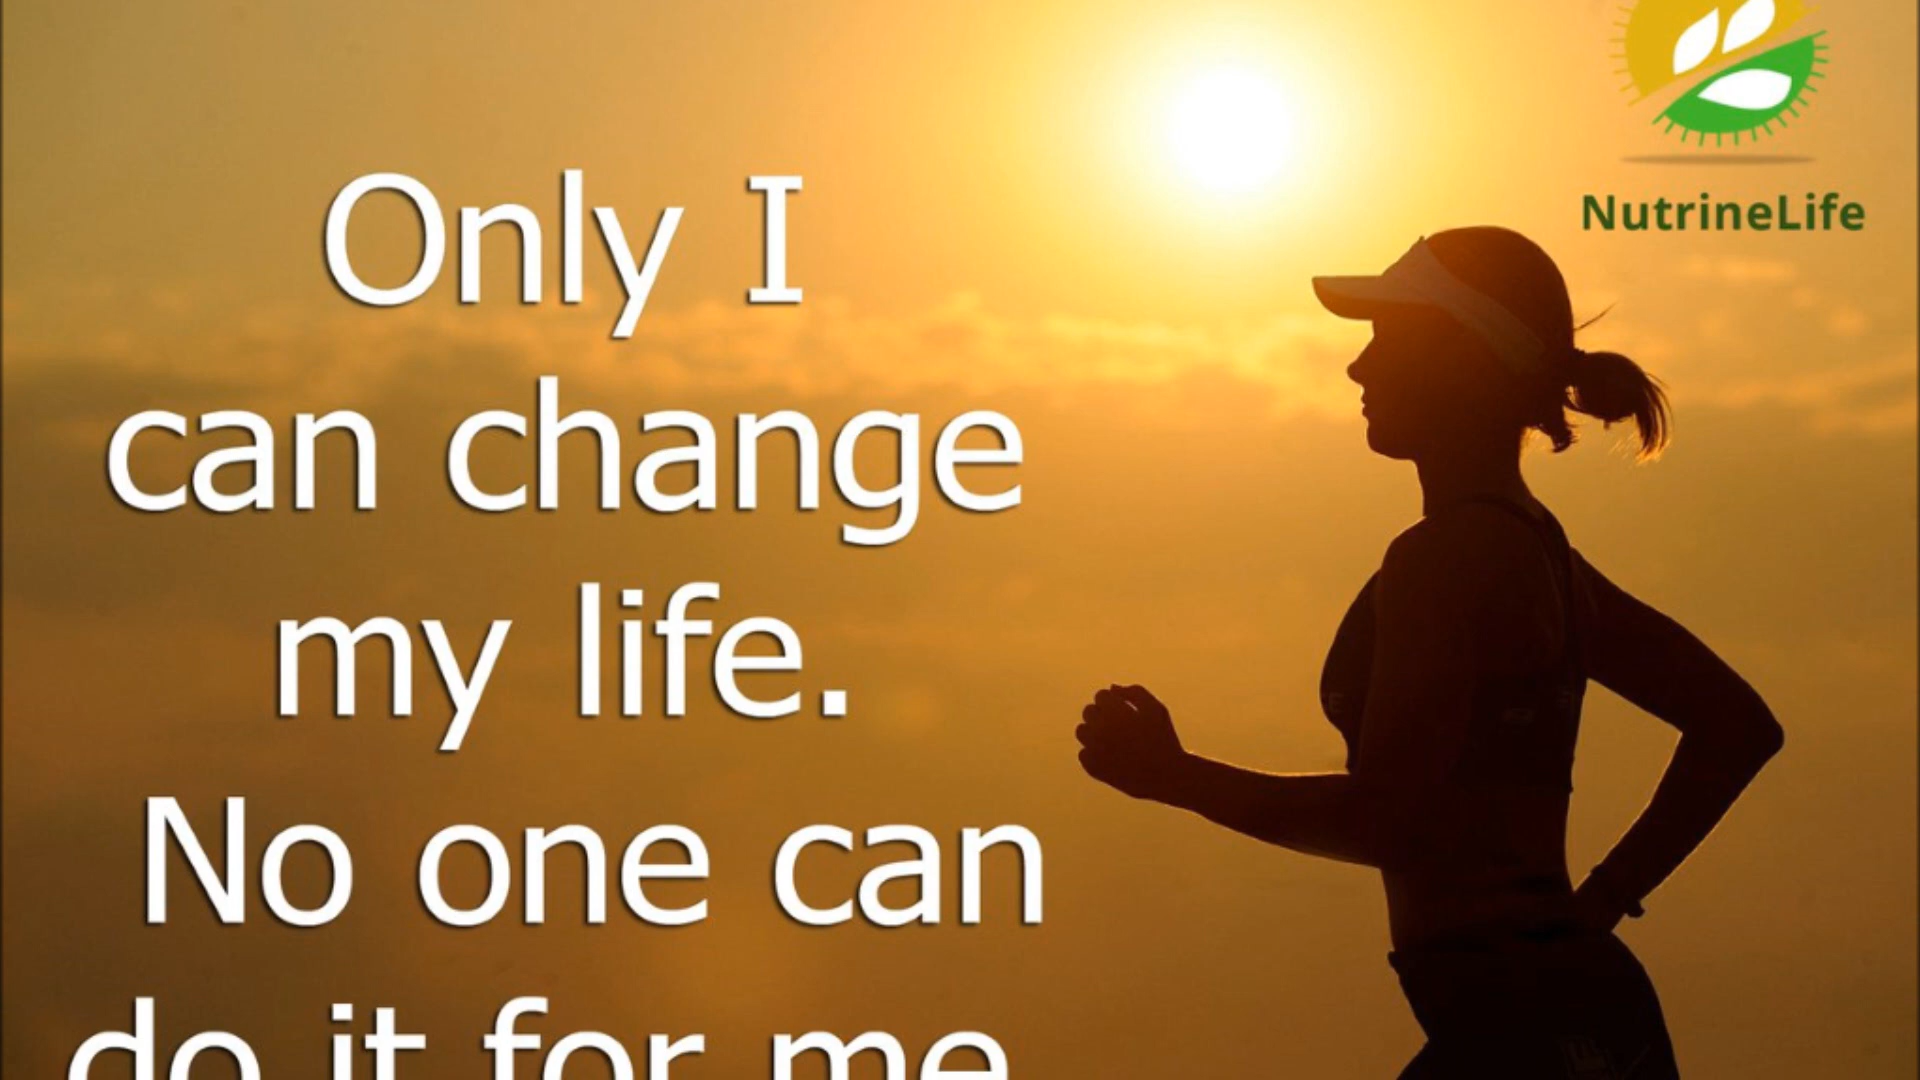 Only I
can change
my life.
No one can
do it for me
NutrineLife